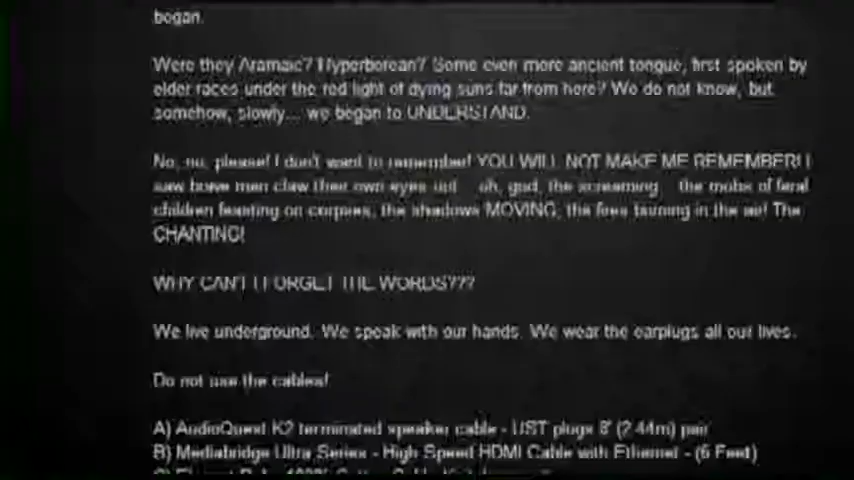 began.
Were they Aramaic? Hyperborean? Some even more ancient tongue, first spoken by
elder races under the red light of dying suns far from here? We do not know, but
somehow, slowly... we began to UNDERSTAND.
No, no, please! I don't want to remember! YOU WILL NOT MAKE ME REMEMBER! I
saw brave men claw their own eyes out... oh, god, the screaming... the mobs of feral
children feasting on corpses, the shadows MOVING, the fires burning in the air! The
CHANTING!
WHY CAN'T I FORGET THE WORDS???
We live underground. We speak with our hands. We wear the earplugs all our lives.
Do not use the cables!
A) AudioQuest K2 terminated speaker cable - UST plugs 8' (2.44m) pair
B) Mediabridge Ultra Series - High Speed HDMI Cable with Ethernet - (6 Feet)